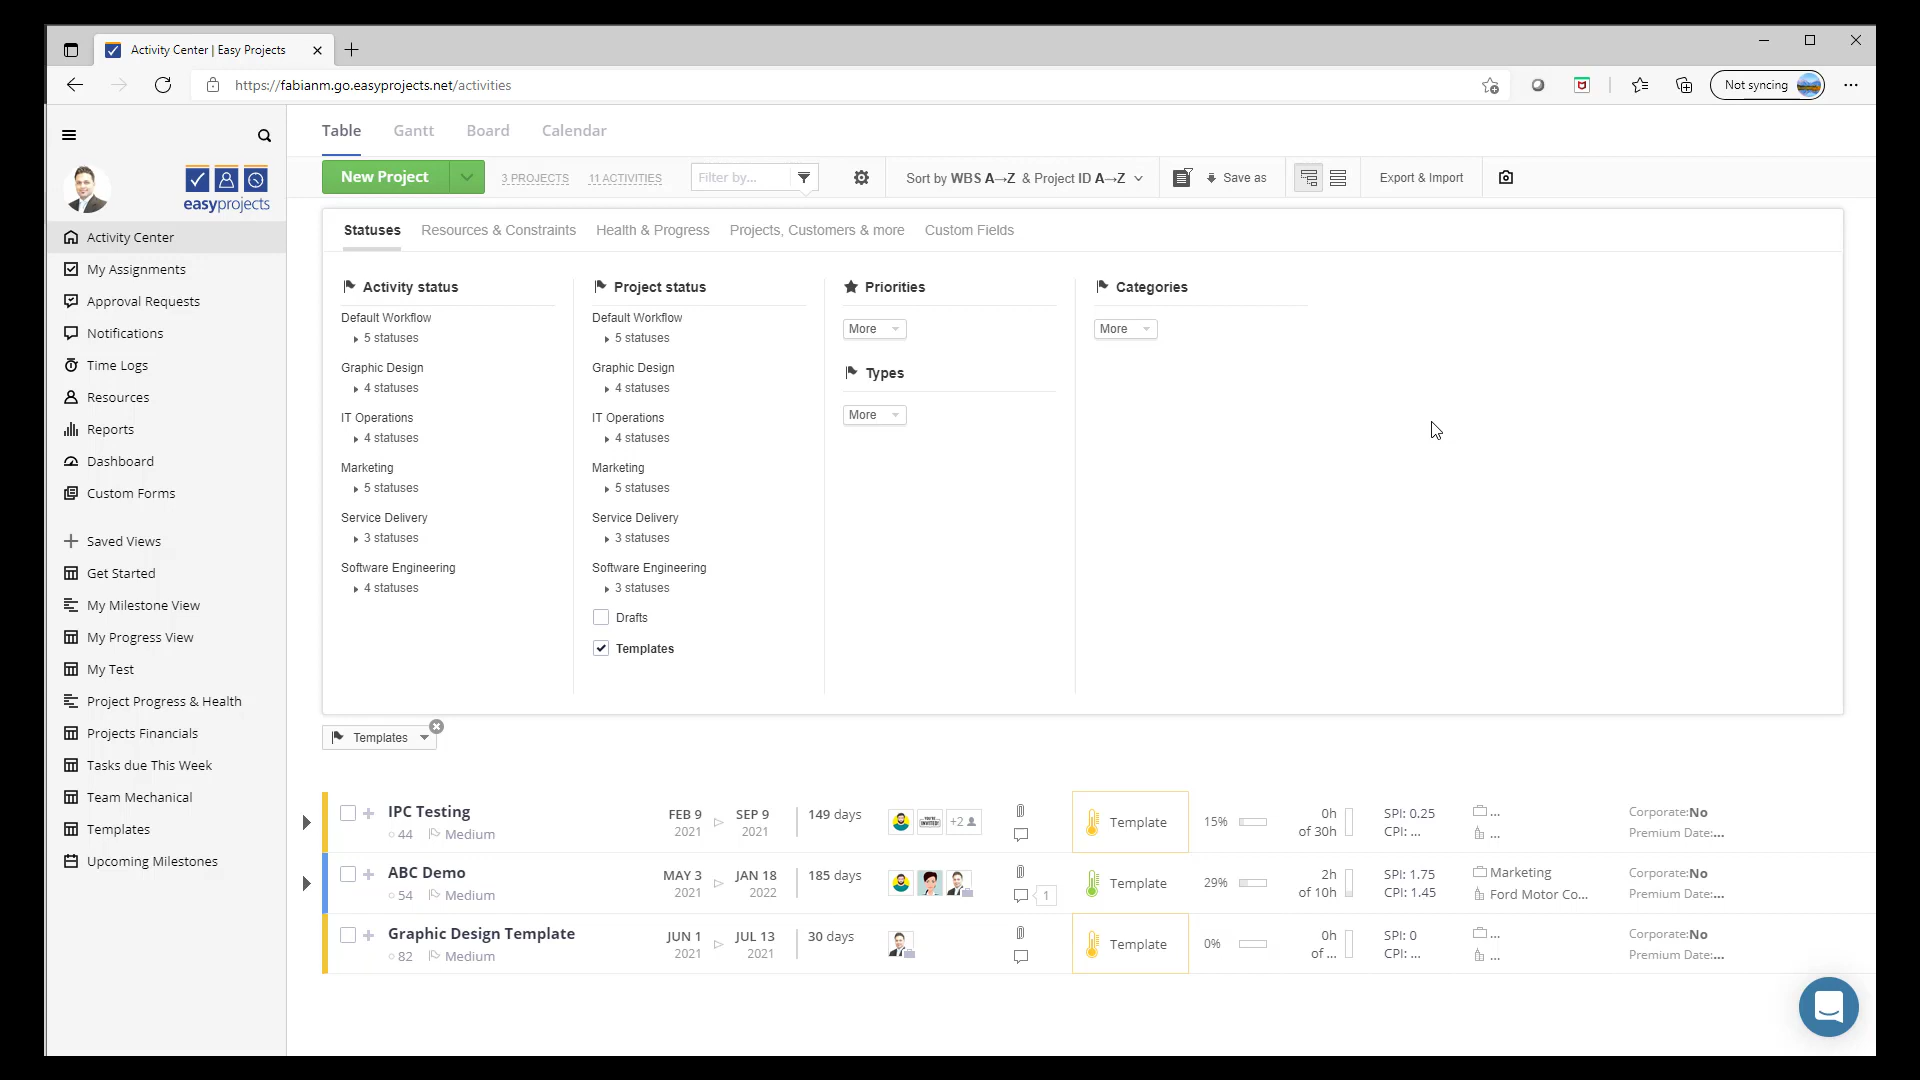 Activity Center | Easy Projects
https://fabianm.go.easyprojects.net/activities
Not syncing
easyprojects
Activity Center
My Assignments
Approval Requests
Notifications
Time Logs
Resources
Reports
Dashboard
Custom Forms
Saved Views
Get Started
My Milestone View
My Progress View
My Test
Project Progress & Health
Projects Financials
Tasks due This Week
Team Mechanical
Templates
Upcoming Milestones
Table Gantt Board Calendar
New Project 3 PROJECTS 11 ACTIVITIES Filter by... Sort by WBS A→Z & Project ID A→Z Save as Export & Import
Statuses Resources & Constraints Health & Progress Projects, Customers & more Custom Fields
Activity status
Default Workflow
5 statuses
Graphic Design
4 statuses
IT Operations
4 statuses
Marketing
5 statuses
Service Delivery
3 statuses
Software Engineering
4 statuses
Project status
Default Workflow
5 statuses
Graphic Design
4 statuses
IT Operations
4 statuses
Marketing
5 statuses
Service Delivery
3 statuses
Software Engineering
3 statuses
Drafts
Templates
Priorities
More
Types
More
Categories
More
Templates
IPC Testing FEB 9 SEP 9 149 days +2 Template 15% 0h SPI: 0.25 ... Corporate:No
44 Medium 2021 2021 of 30h CPI: ... ... Premium Date:...
ABC Demo MAY 3 JAN 18 185 days Template 29% 2h SPI: 1.75 Marketing Corporate:No
54 Medium 2021 2022 1 of 10h CPI: 1.45 Ford Motor Co... Premium Date:...
Graphic Design Template JUN 1 JUL 13 30 days Template 0% 0h SPI: 0 ... Corporate:No
82 Medium 2021 2021 of ... CPI: ... ... Premium Date:...